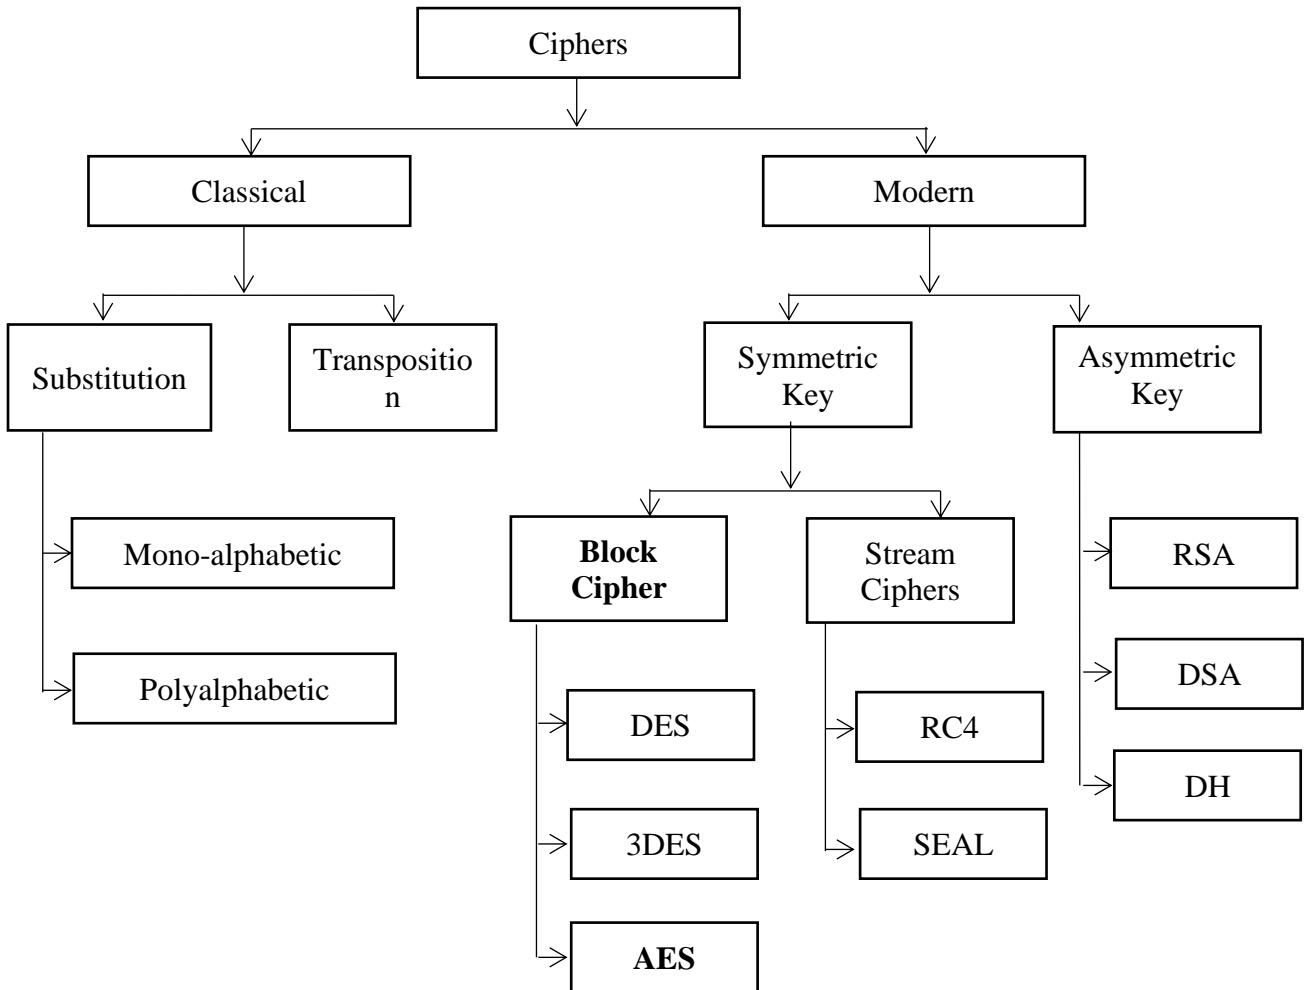 Ciphers
Classical
Modern
Substitution
Transpositio
n
Symmetric
Key
Asymmetric
Key
Mono-alphabetic
Polyalphabetic
Block
Cipher
Stream
Ciphers
RSA
DSA
DH
DES
3DES
AES
RC4
SEAL